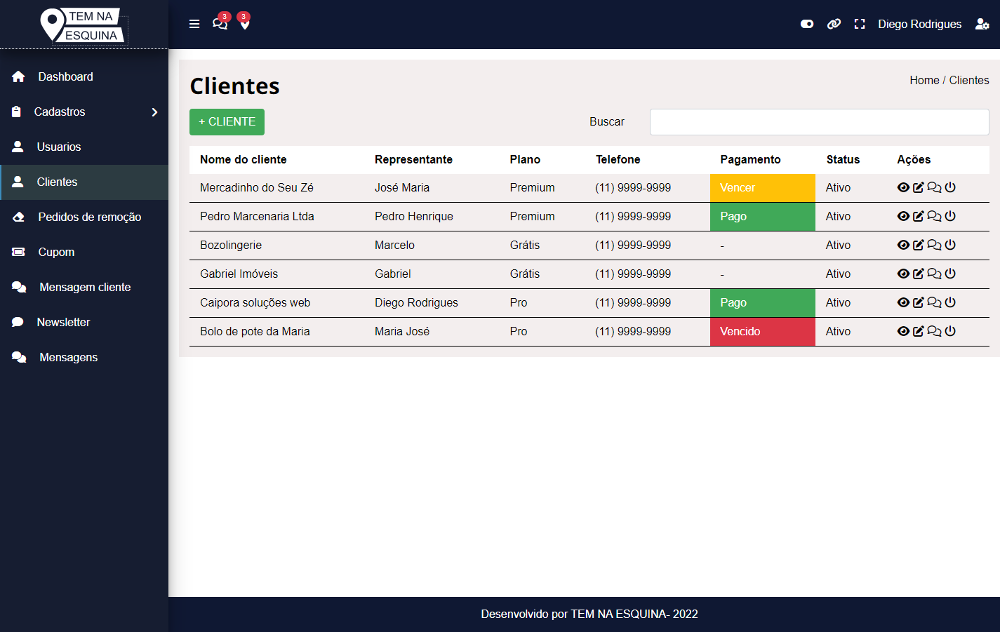 TEM NA
ESQUINA
3
3
Diego Rodrigues
Dashboard
Cadastros
Usuarios
Clientes
Pedidos de remoção
Cupom
Mensagem cliente
Newsletter
Mensagens
Clientes
Home / Clientes
+ CLIENTE
Buscar
Nome do cliente Representante Plano Telefone Pagamento Status Ações
Mercadinho do Seu Zé José Maria Premium (11) 9999-9999 Vencer Ativo
Pedro Marcenaria Ltda Pedro Henrique Premium (11) 9999-9999 Pago Ativo
Bozolingerie Marcelo Grátis (11) 9999-9999 - Ativo
Gabriel Imóveis Gabriel Grátis (11) 9999-9999 - Ativo
Caipora soluções web Diego Rodrigues Pro (11) 9999-9999 Pago Ativo
Bolo de pote da Maria Maria José Pro (11) 9999-9999 Vencido Ativo
Desenvolvido por TEM NA ESQUINA- 2022